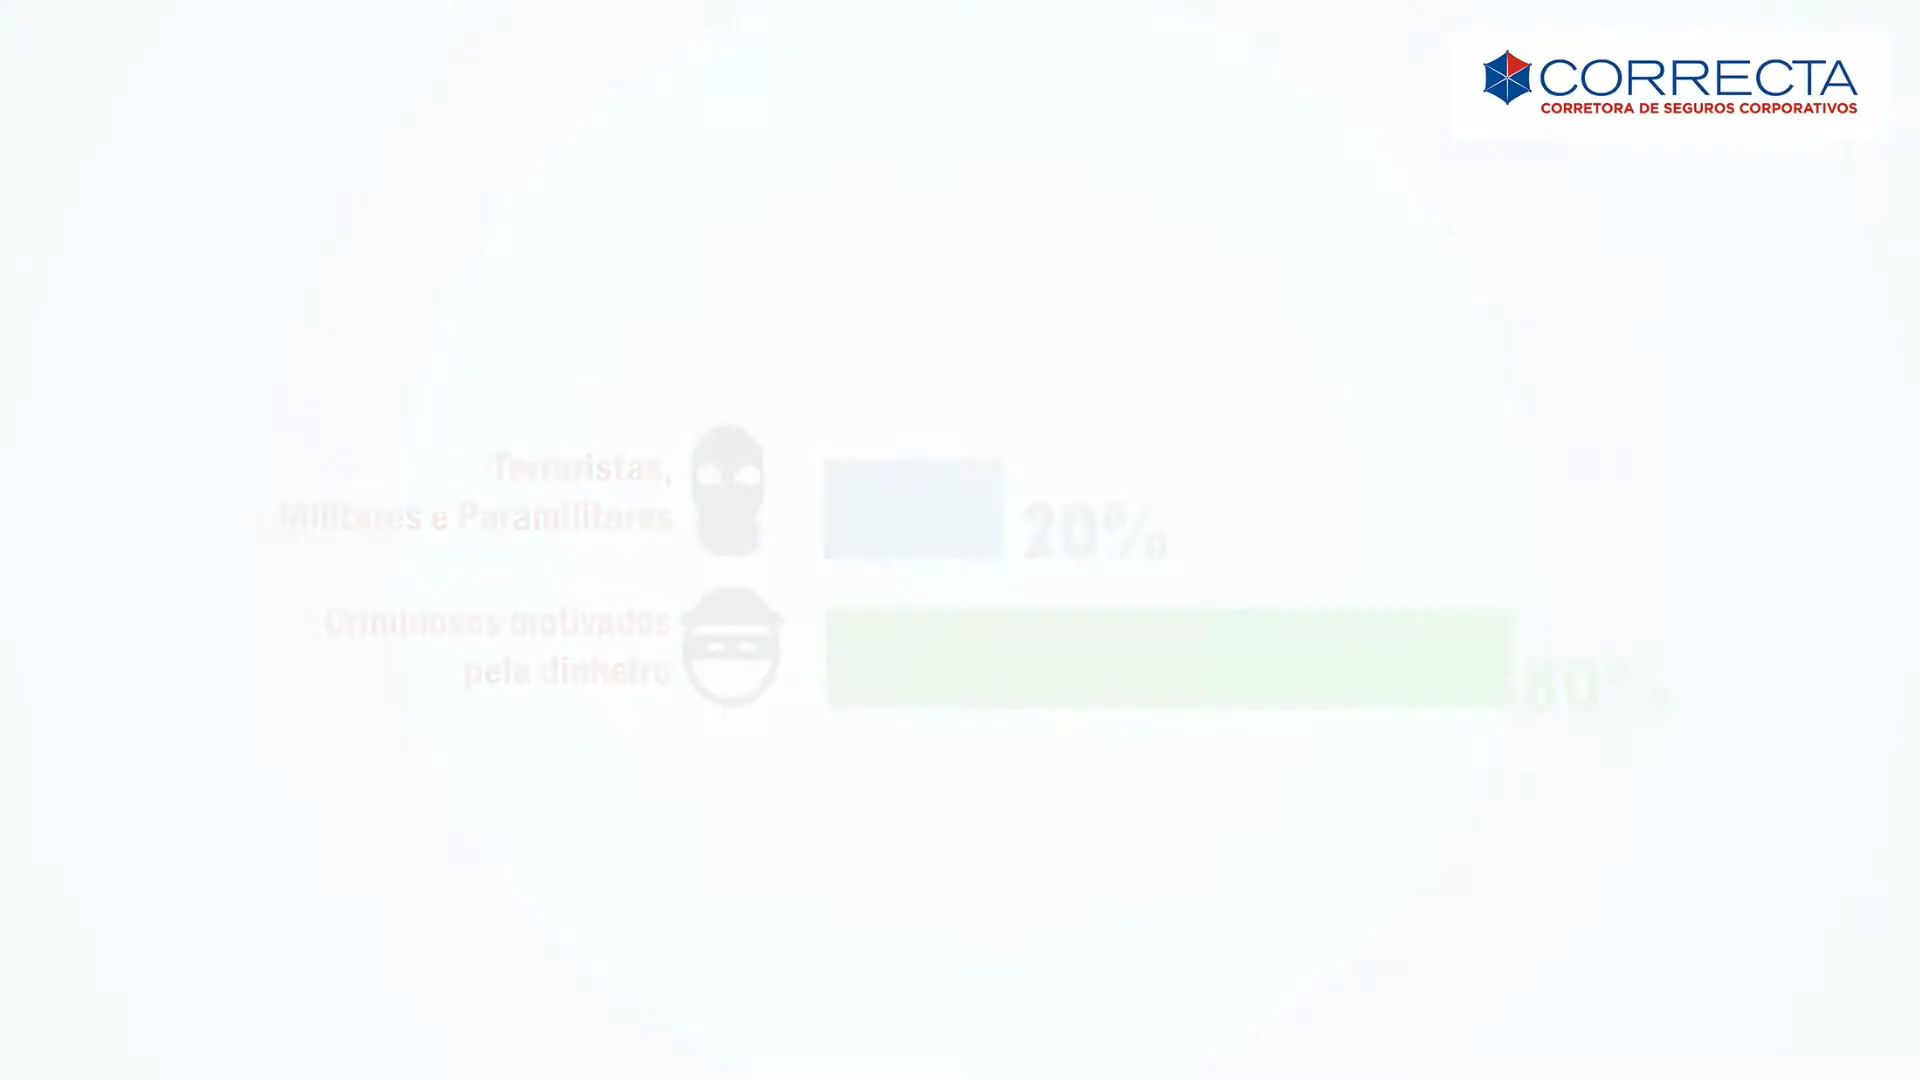 CORRECTA
CORRETORA DE SEGUROS CORPORATIVOS
Terroristas,
Militares e Paramilitares
20%
Criminosos motivados
pelo dinheiro
80%